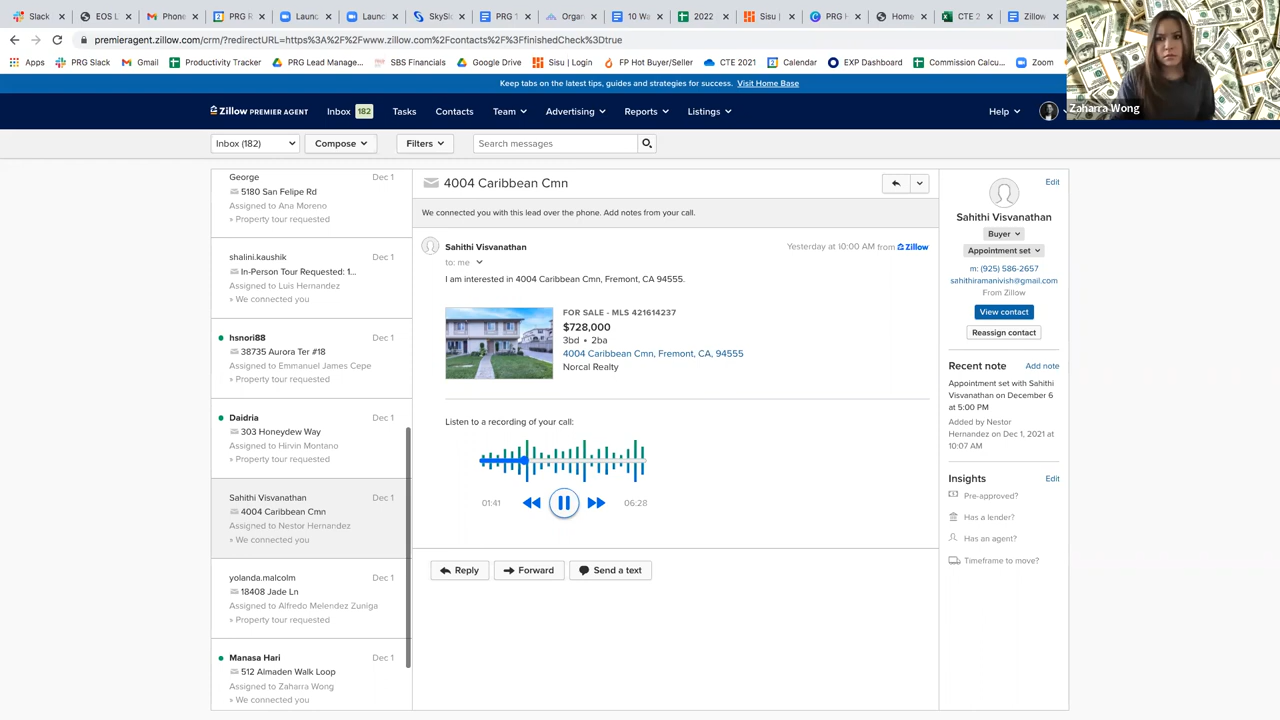 Slack
EOS L
Phone
PRG R
Launc
Launc
SkySli
PRG 1
Organ
10 Wa
2022
Sisu |
PRG H
Home
CTE 2
Zillow
premieragent.zillow.com/crm/?redirectURL=https%3A%2F%2Fwww.zillow.com%2Fcontacts%2F%3FfinishedCheck%3Dtrue
Apps
PRG Slack
Gmail
Productivity Tracker
PRG Lead Manage...
SBS Financials
Google Drive
Sisu | Login
FP Hot Buyer/Seller
CTE 2021
Calendar
EXP Dashboard
Commission Calcu...
Zoom
Zaharra Wong
Keep tabs on the latest tips, guides and strategies for success. Visit Home Base
Zillow PREMIER AGENT
Inbox 182
Tasks
Contacts
Team
Advertising
Reports
Listings
Help
Inbox (182)
Compose
Filters
Search messages
George Dec 1
5180 San Felipe Rd
Assigned to Ana Moreno
» Property tour requested
shalini.kaushik Dec 1
In-Person Tour Requested: 1...
Assigned to Luis Hernandez
» We connected you
hsnori88 Dec 1
38735 Aurora Ter #18
Assigned to Emmanuel James Cepe
» Property tour requested
Daidria Dec 1
303 Honeydew Way
Assigned to Hirvin Montano
» Property tour requested
Sahithi Visvanathan Dec 1
4004 Caribbean Cmn
Assigned to Nestor Hernandez
» We connected you
yolanda.malcolm Dec 1
18408 Jade Ln
Assigned to Alfredo Melendez Zuniga
» Property tour requested
Manasa Hari Dec 1
512 Almaden Walk Loop
Assigned to Zaharra Wong
» We connected you
4004 Caribbean Cmn
We connected you with this lead over the phone. Add notes from your call.
Sahithi Visvanathan
Yesterday at 10:00 AM from Zillow
to: me
I am interested in 4004 Caribbean Cmn, Fremont, CA 94555.
FOR SALE - MLS 421614237
$728,000
3bd • 2ba
4004 Caribbean Cmn, Fremont, CA, 94555
Norcal Realty
Listen to a recording of your call:
01:41
06:28
Reply
Forward
Send a text
Edit
Sahithi Visvanathan
Buyer
Appointment set
m: (925) 586-2657
sahithiramanivish@gmail.com
From Zillow
View contact
Reassign contact
Recent note Add note
Appointment set with Sahithi
Visvanathan on December 6
at 5:00 PM
Added by Nestor
Hernandez on Dec 1, 2021 at
10:07 AM
Insights Edit
Pre-approved?
Has a lender?
Has an agent?
Timeframe to move?